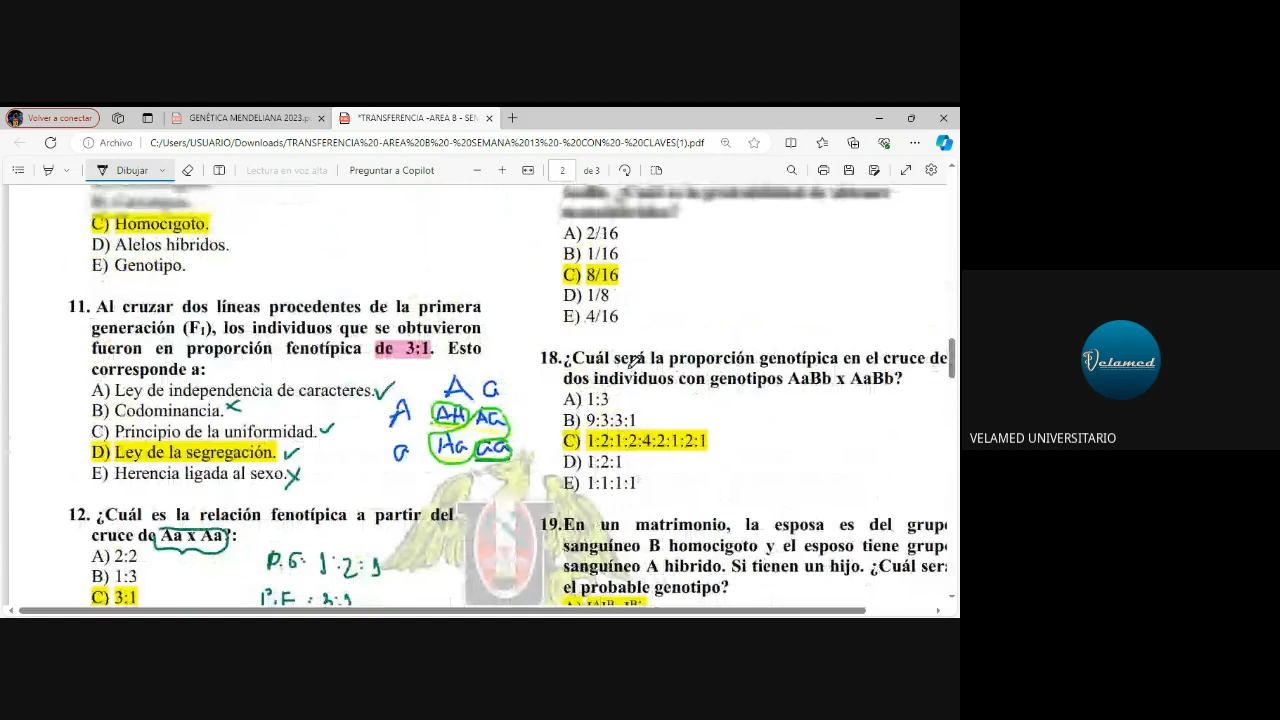 Volver a conectar
GENÉTICA MENDELIANA 2023.p
*TRANSFERENCIA -AREA B - SEM
Archivo
C:/Users/USUARIO/Downloads/TRANSFERENCIA%20-AREA%20B%20-%20SEMANA%2013%20-%20CON%20-%20CLAVES(1).pdf
Dibujar
Lectura en voz alta
Preguntar a Copilot
2
de 3
C) Homocigoto.
D) Alelos híbridos.
E) Genotipo.
11. Al cruzar dos líneas procedentes de la primera
generación (F₁), los individuos que se obtuvieron
fueron en proporción fenotípica de 3:1. Esto
corresponde a:
A) Ley de independencia de caracteres.
B) Codominancia.
C) Principio de la uniformidad.
D) Ley de la segregación.
E) Herencia ligada al sexo.
A a
A AA Aa
a Aa aa
12. ¿Cuál es la relación fenotípica a partir del
cruce de Aa x Aa?:
A) 2:2
B) 1:3
C) 3:1
P.G: 1:2:1
P.F: 3:1
A) 2/16
B) 1/16
C) 8/16
D) 1/8
E) 4/16
18. ¿Cuál será la proporción genotípica en el cruce de
dos individuos con genotipos AaBb x AaBb?
A) 1:3
B) 9:3:3:1
C) 1:2:1:2:4:2:1:2:1
D) 1:2:1
E) 1:1:1:1
19. En un matrimonio, la esposa es del grupo
sanguíneo B homocigoto y el esposo tiene grupo
sanguíneo A hibrido. Si tienen un hijo. ¿Cuál será
el probable genotipo?
Velamed
VELAMED UNIVERSITARIO